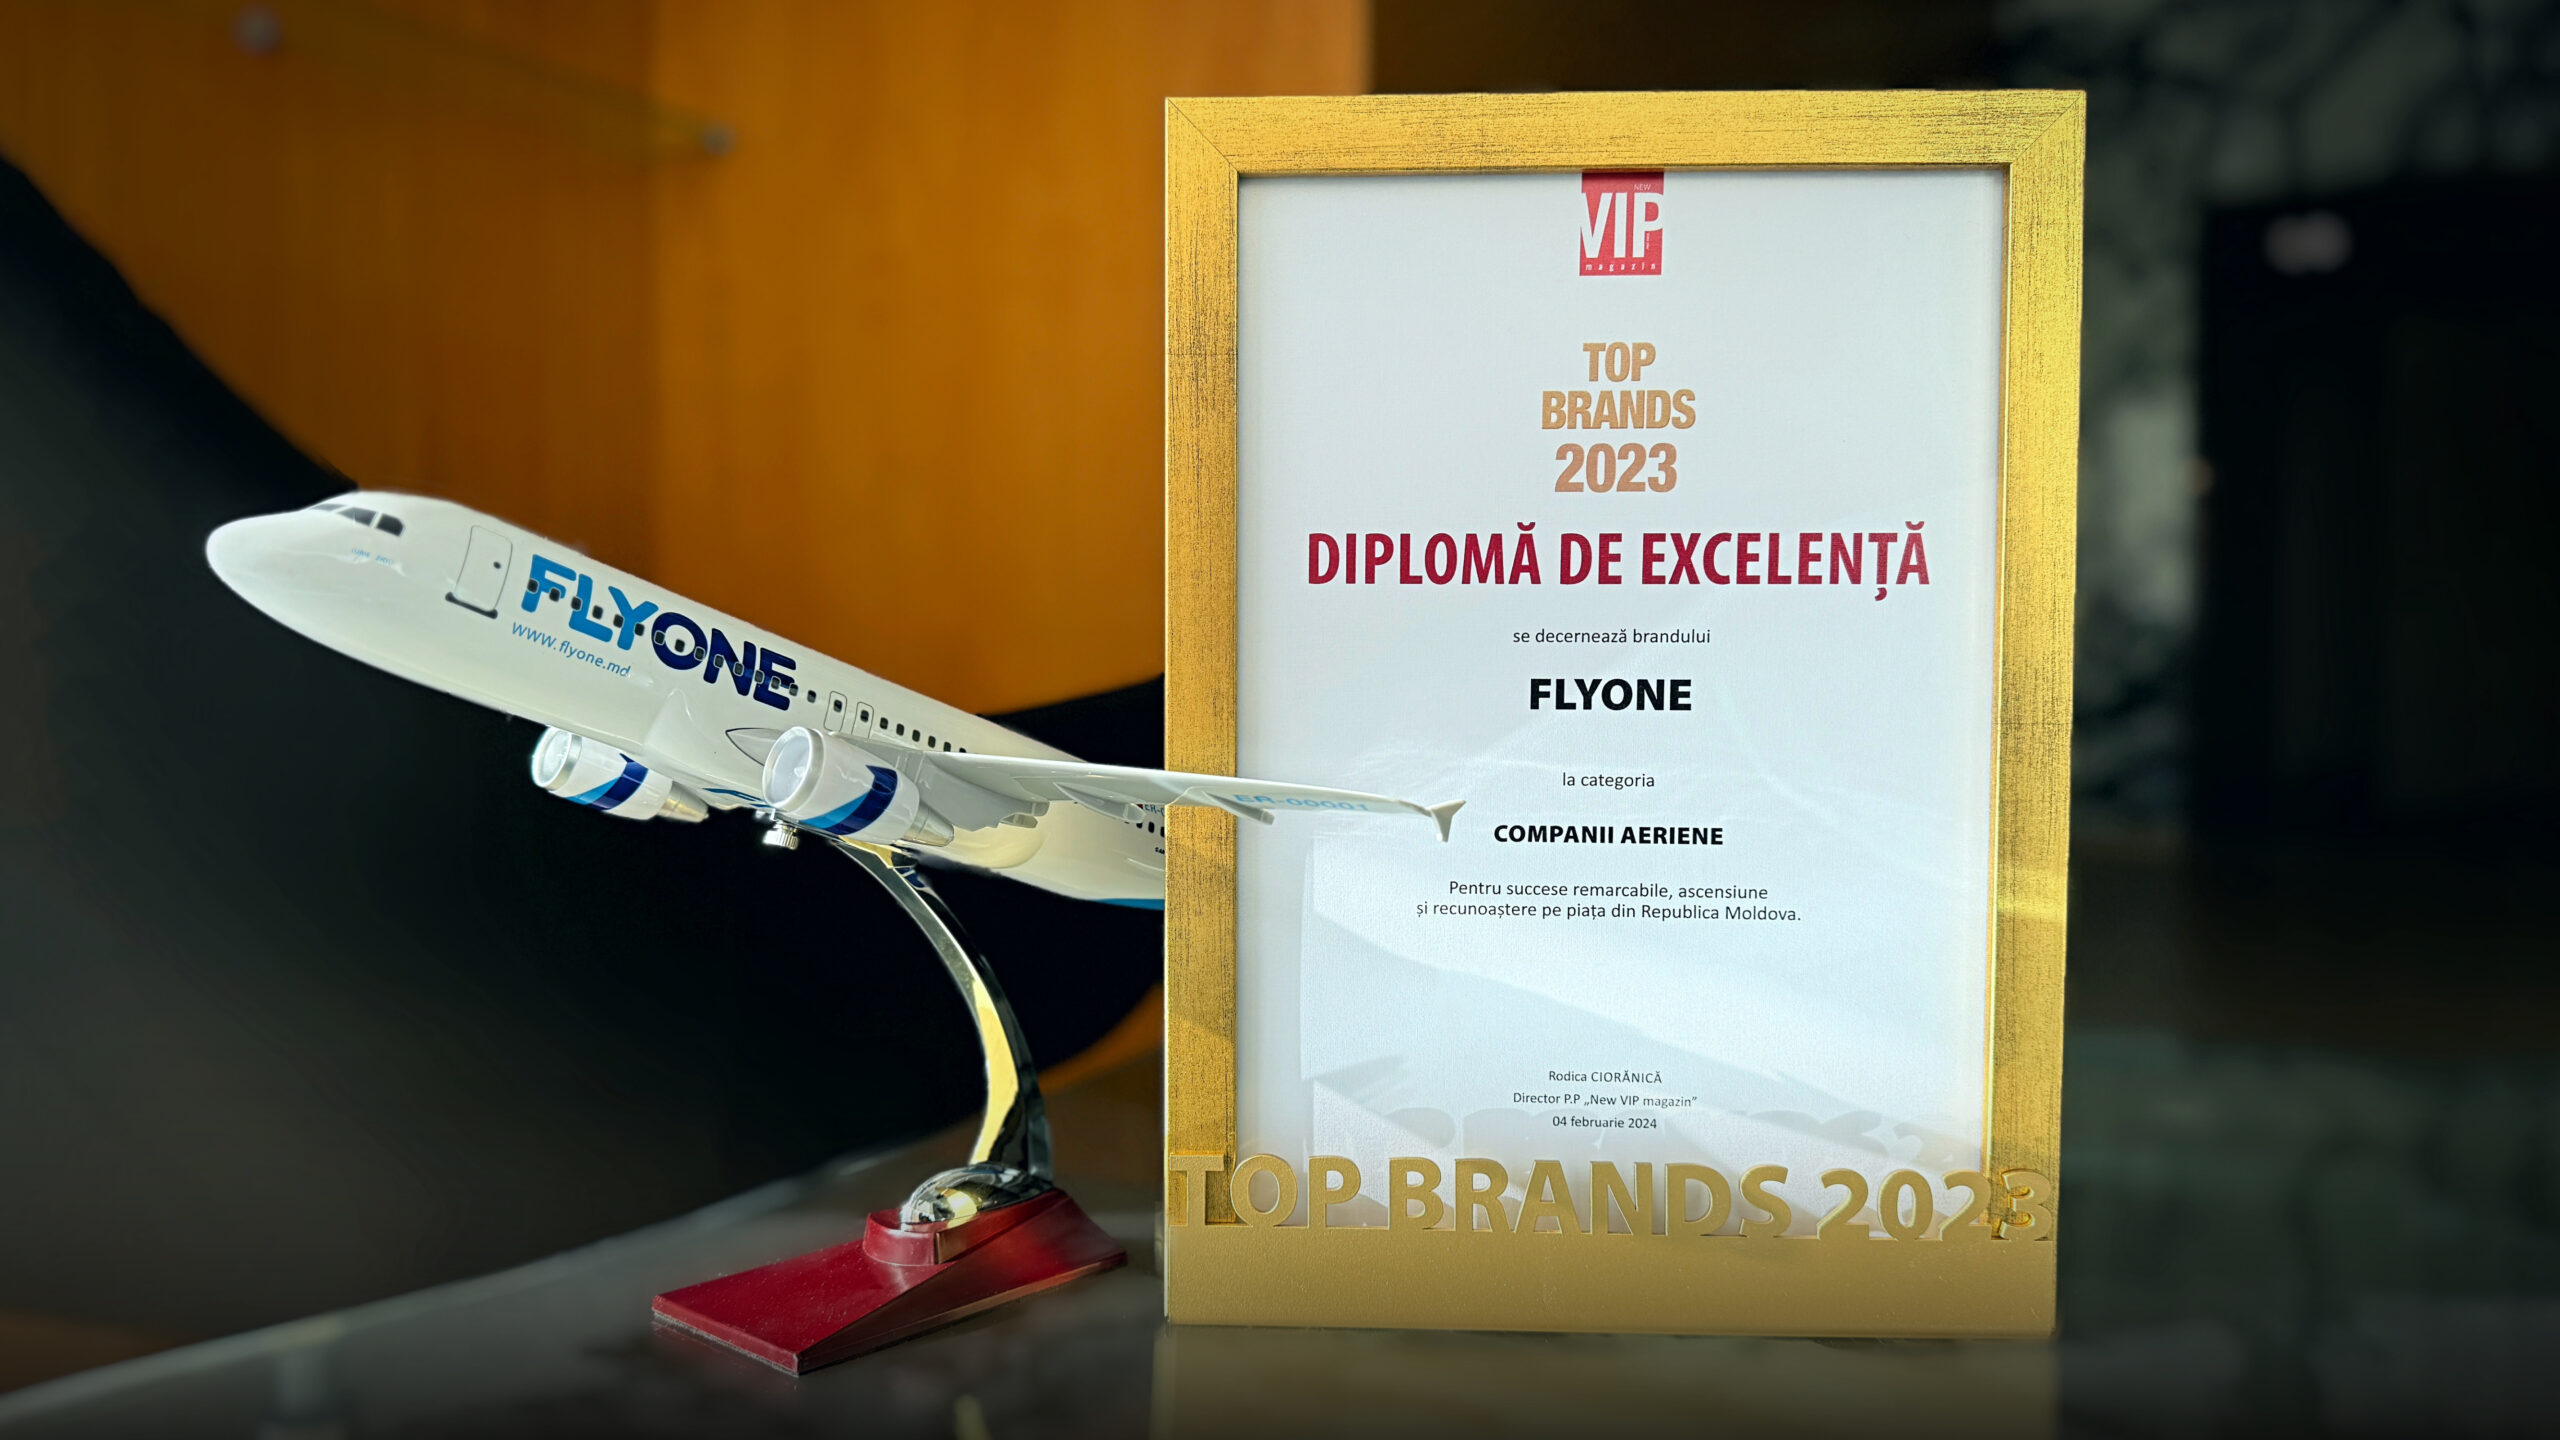 FLYONE
www.flyone.md
ER-00001
NEW
VIP
magazin
TOP
BRANDS
2023
DIPLOMĂ DE EXCELENȚĂ
se decernează brandului
FLYONE
la categoria
COMPANII AERIENE
Pentru succese remarcabile, ascensiune
și recunoaștere pe piața din Republica Moldova.
Rodica CIORĂNICĂ
Director P.P „New VIP magazin”
04 februarie 2024
TOP BRANDS 2023